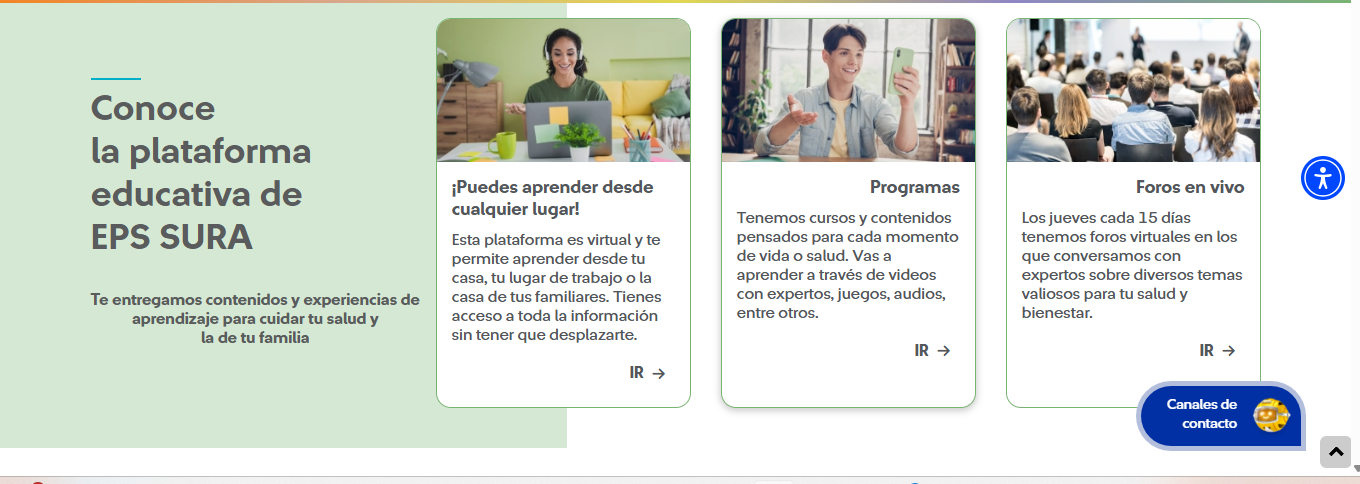 Conoce
la plataforma
educativa de
EPS SURA
Te entregamos contenidos y experiencias de
aprendizaje para cuidar tu salud y
la de tu familia
¡Puedes aprender desde
cualquier lugar!
Esta plataforma es virtual y te
permite aprender desde tu
casa, tu lugar de trabajo o la
casa de tus familiares. Tienes
acceso a toda la información
sin tener que desplazarte.
IR →
Programas
Tenemos cursos y contenidos
pensados para cada momento
de vida o salud. Vas a
aprender a través de videos
con expertos, juegos, audios,
entre otros.
IR →
Foros en vivo
Los jueves cada 15 días
tenemos foros virtuales en los
que conversamos con
expertos sobre diversos temas
valiosos para tu salud y
bienestar.
IR →
Canales de
contacto